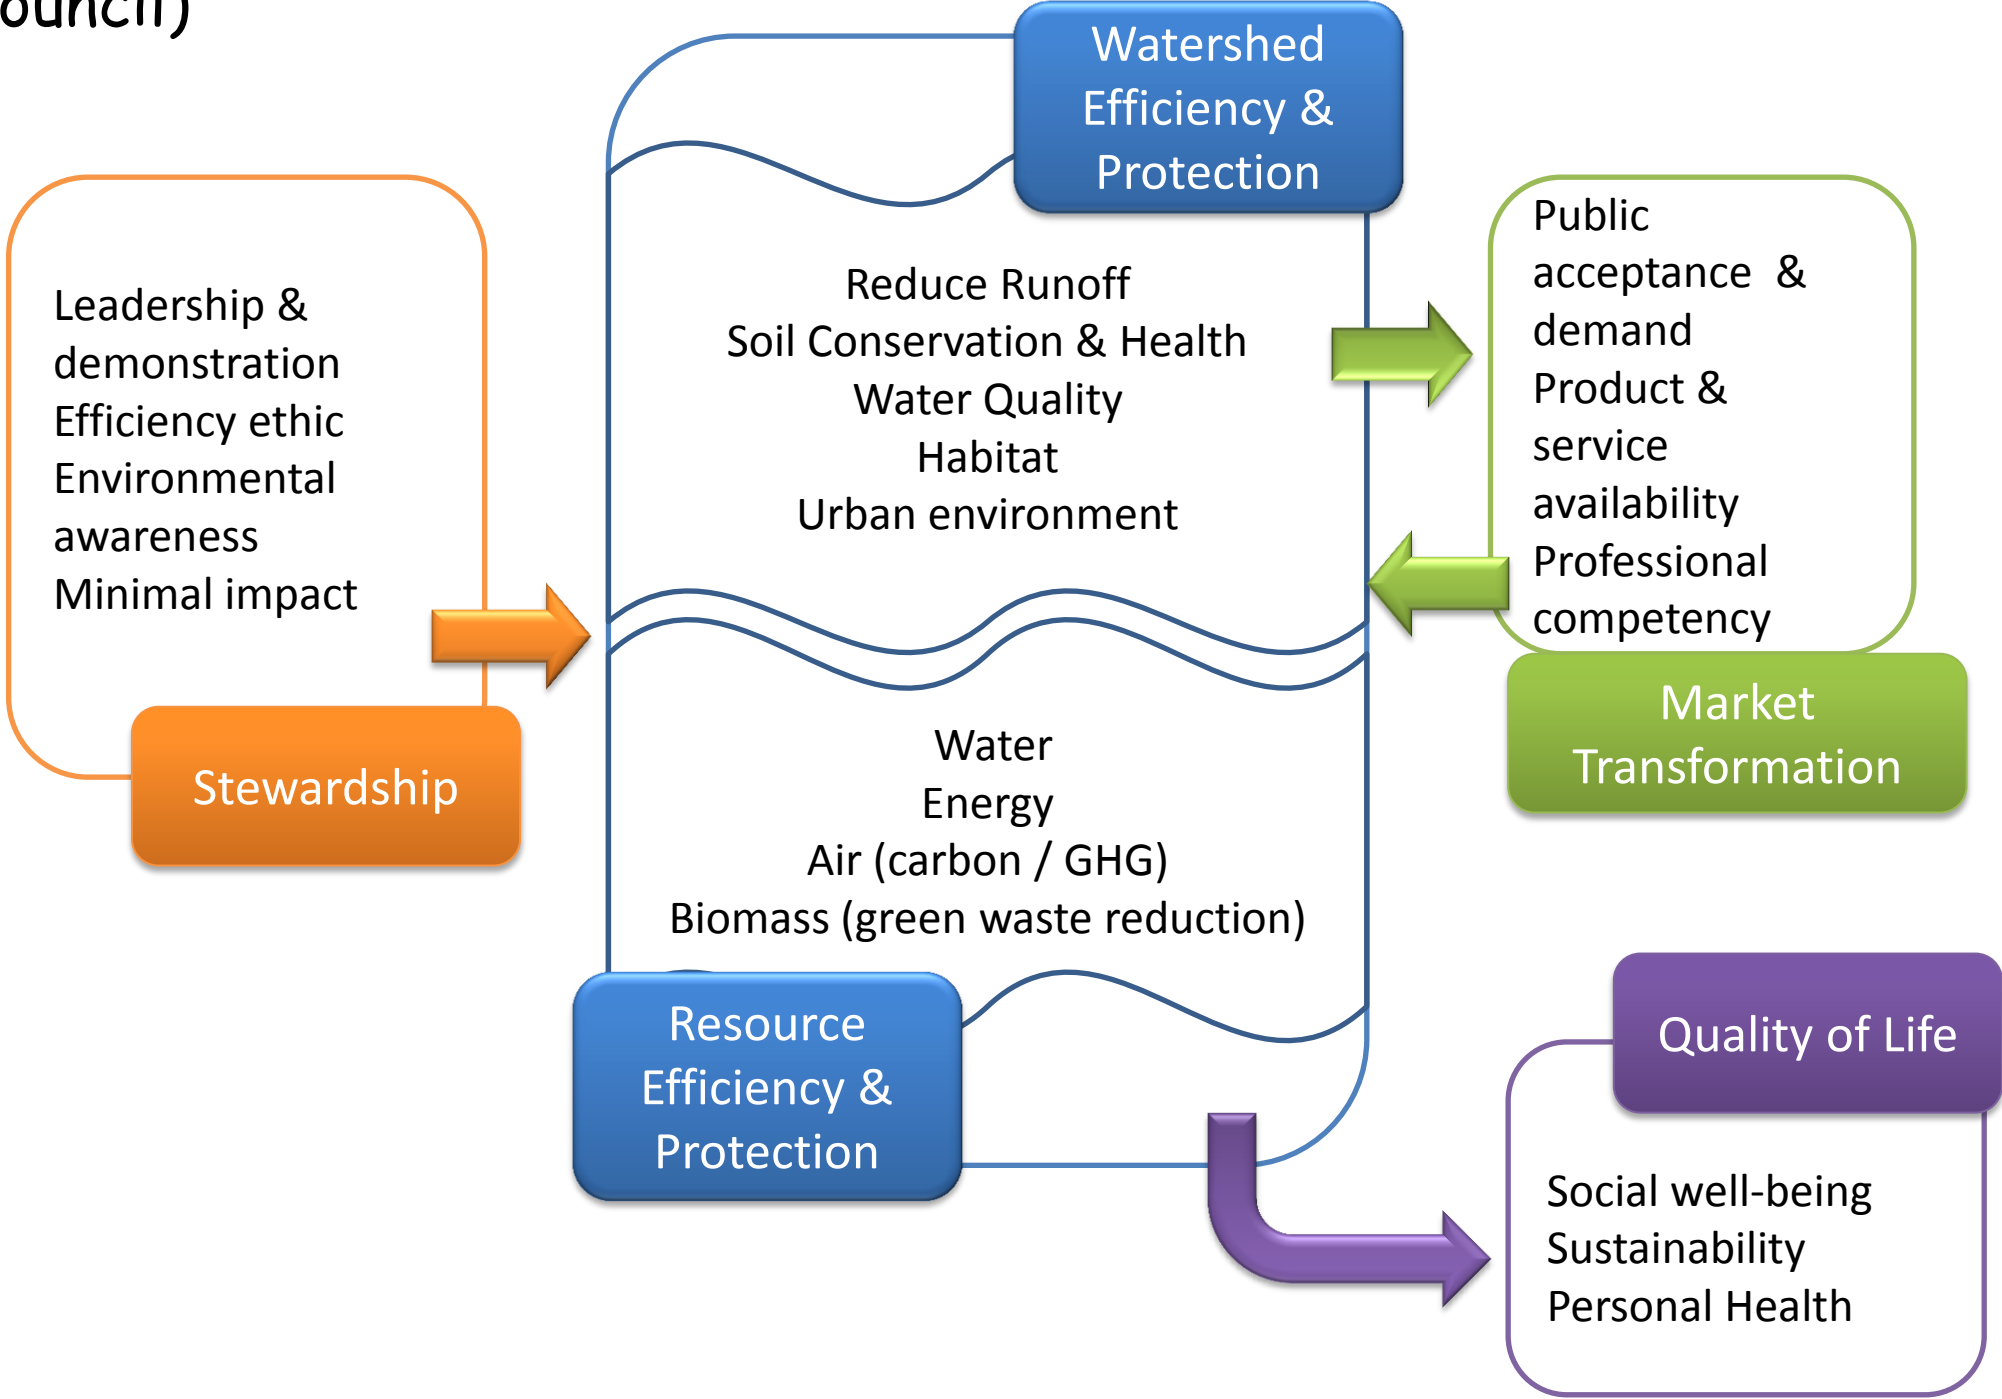 Watershed
Efficiency &
Protection
Reduce Runoff
Soil Conservation & Health
Water Quality
Habitat
Urban environment
Leadership &
demonstration
Efficiency ethic
Environmental
awareness
Minimal impact
Stewardship
Public
acceptance & 
demand
Product &
service
availability
Professional
competency
Market
Transformation
Water
Energy
Air (carbon / GHG)
Biomass (green waste reduction)
Resource
Efficiency &
Protection
Quality of Life
Social well-being
Sustainability
Personal Health